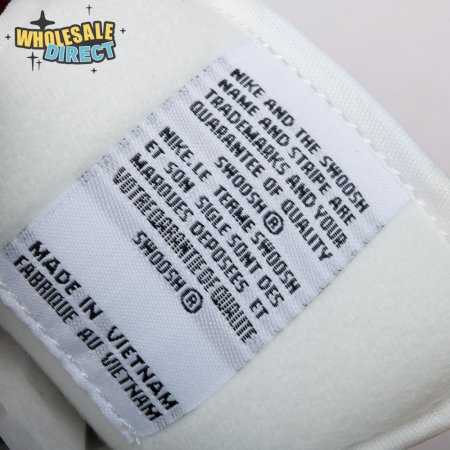 WHOLESALE
DIRECT
NIKE AND THE SWOOSH
NAME AND STRIPE ARE
TRADEMARKS AND YOUR
GUARANTEE OF QUALITY
SWOOSH®
NIKE, LE TERME SWOOSH
ET SON SIGLE SONT DES
MARQUES DEPOSEES ET
VOTRE GUARANTIE DE QUALITE
SWOOSH®
MADE IN VIETNAM
FABRIQUE AU VIETNAM